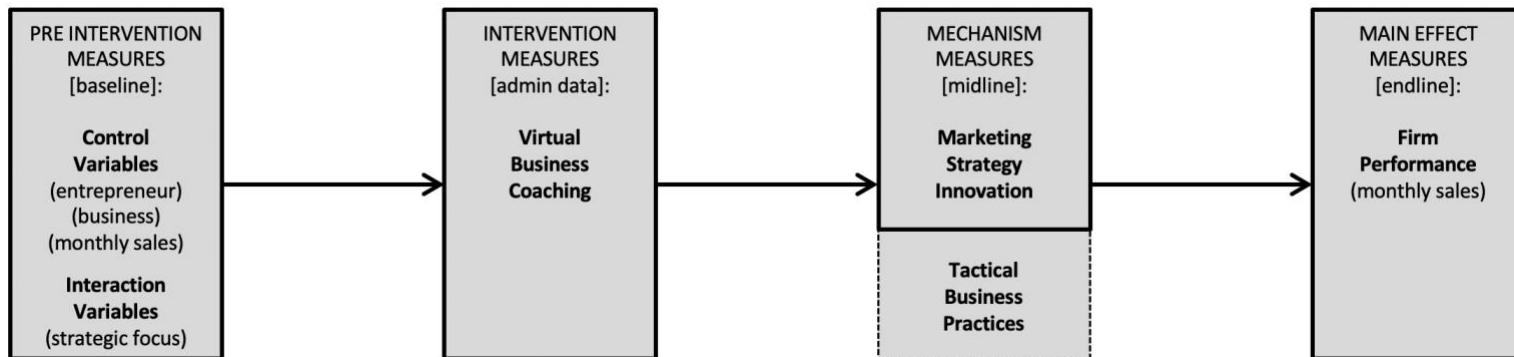 PRE INTERVENTION
MEASURES
[baseline]:
Control
Variables
(entrepreneur)
(business)
(monthly sales)
Interaction
Variables
(strategic focus)
INTERVENTION
MEASURES
[admin data]:
Virtual
Business
Coaching
MECHANISM
MEASURES
[midline]:
Marketing
Strategy
Innovation
Tactical
Business
Practices
MAIN EFFECT
MEASURES
[endline]:
Firm
Performance
(monthly sales)